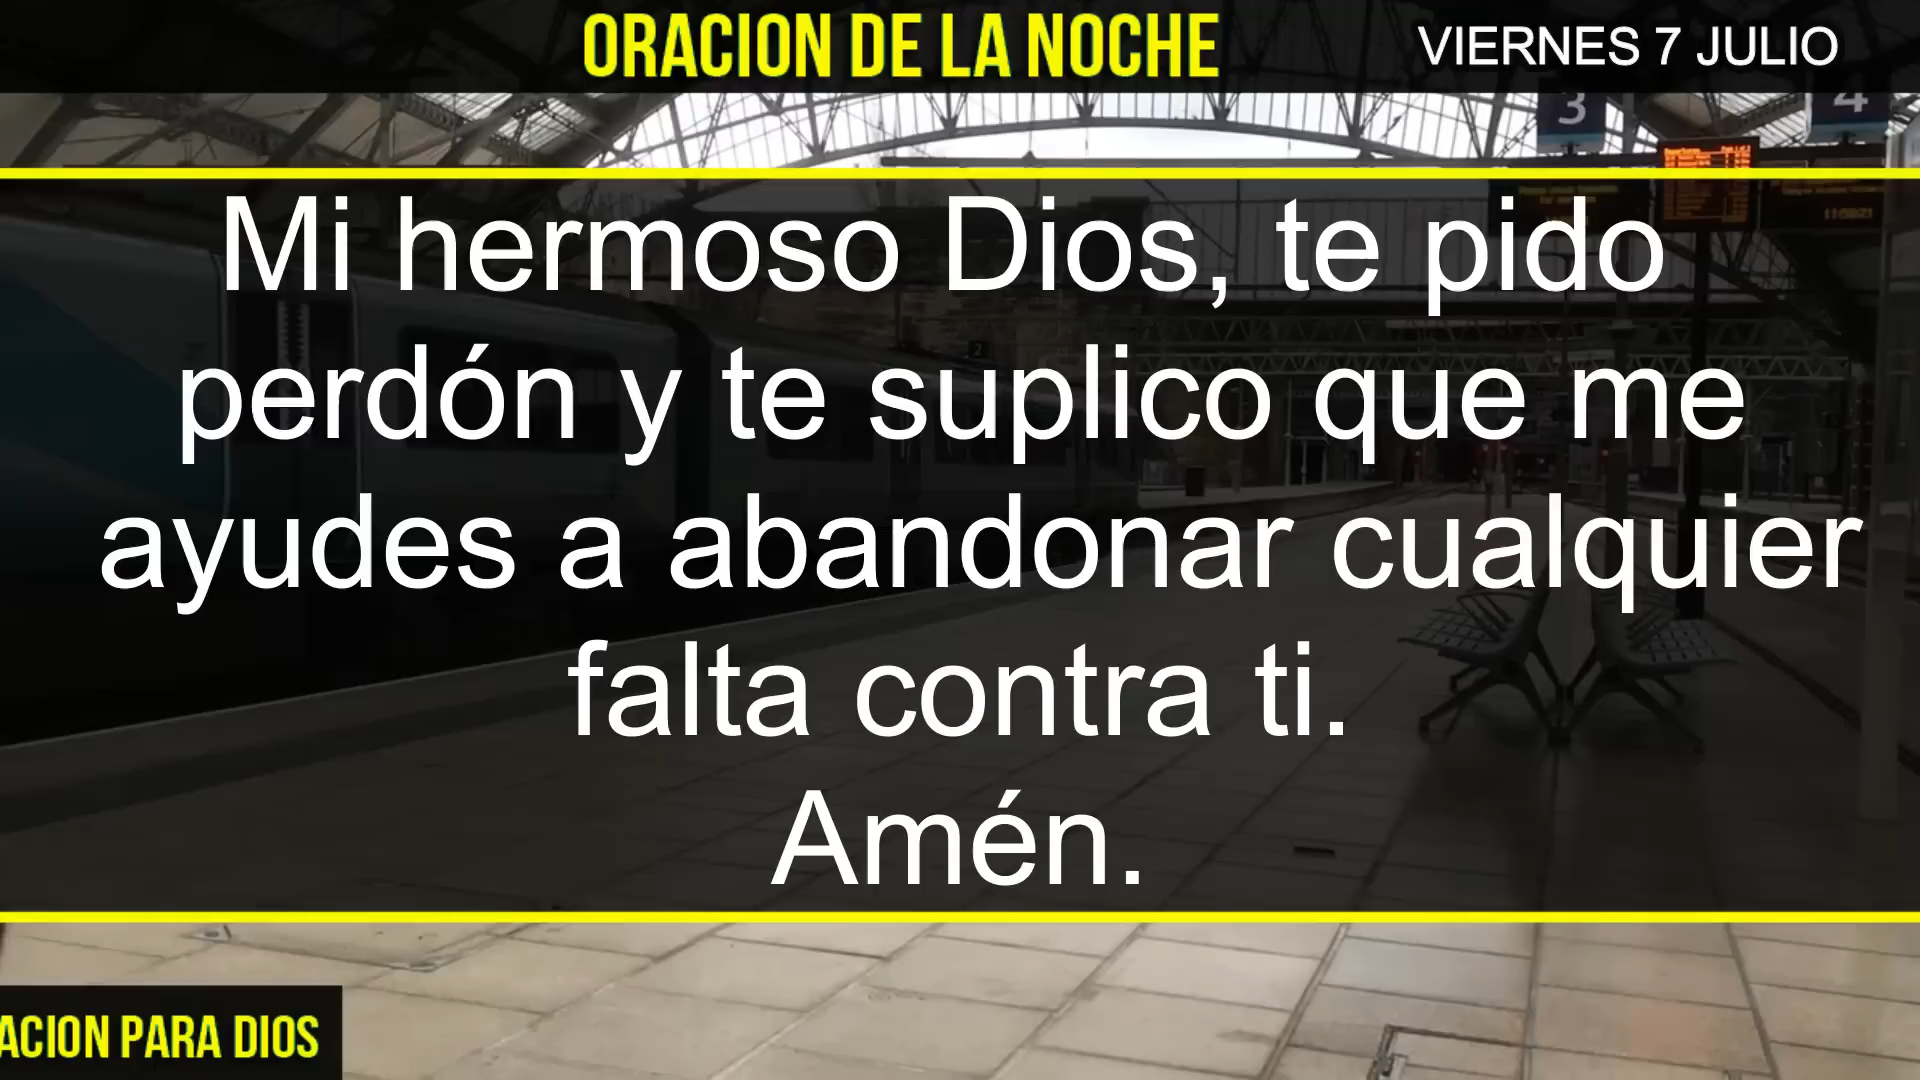 ORACION DE LA NOCHE
VIERNES 7 JULIO
3
4
Mi hermoso Dios, te pido
perdón y te suplico que me
ayudes a abandonar cualquier
falta contra ti.
Amén.
ACION PARA DIOS